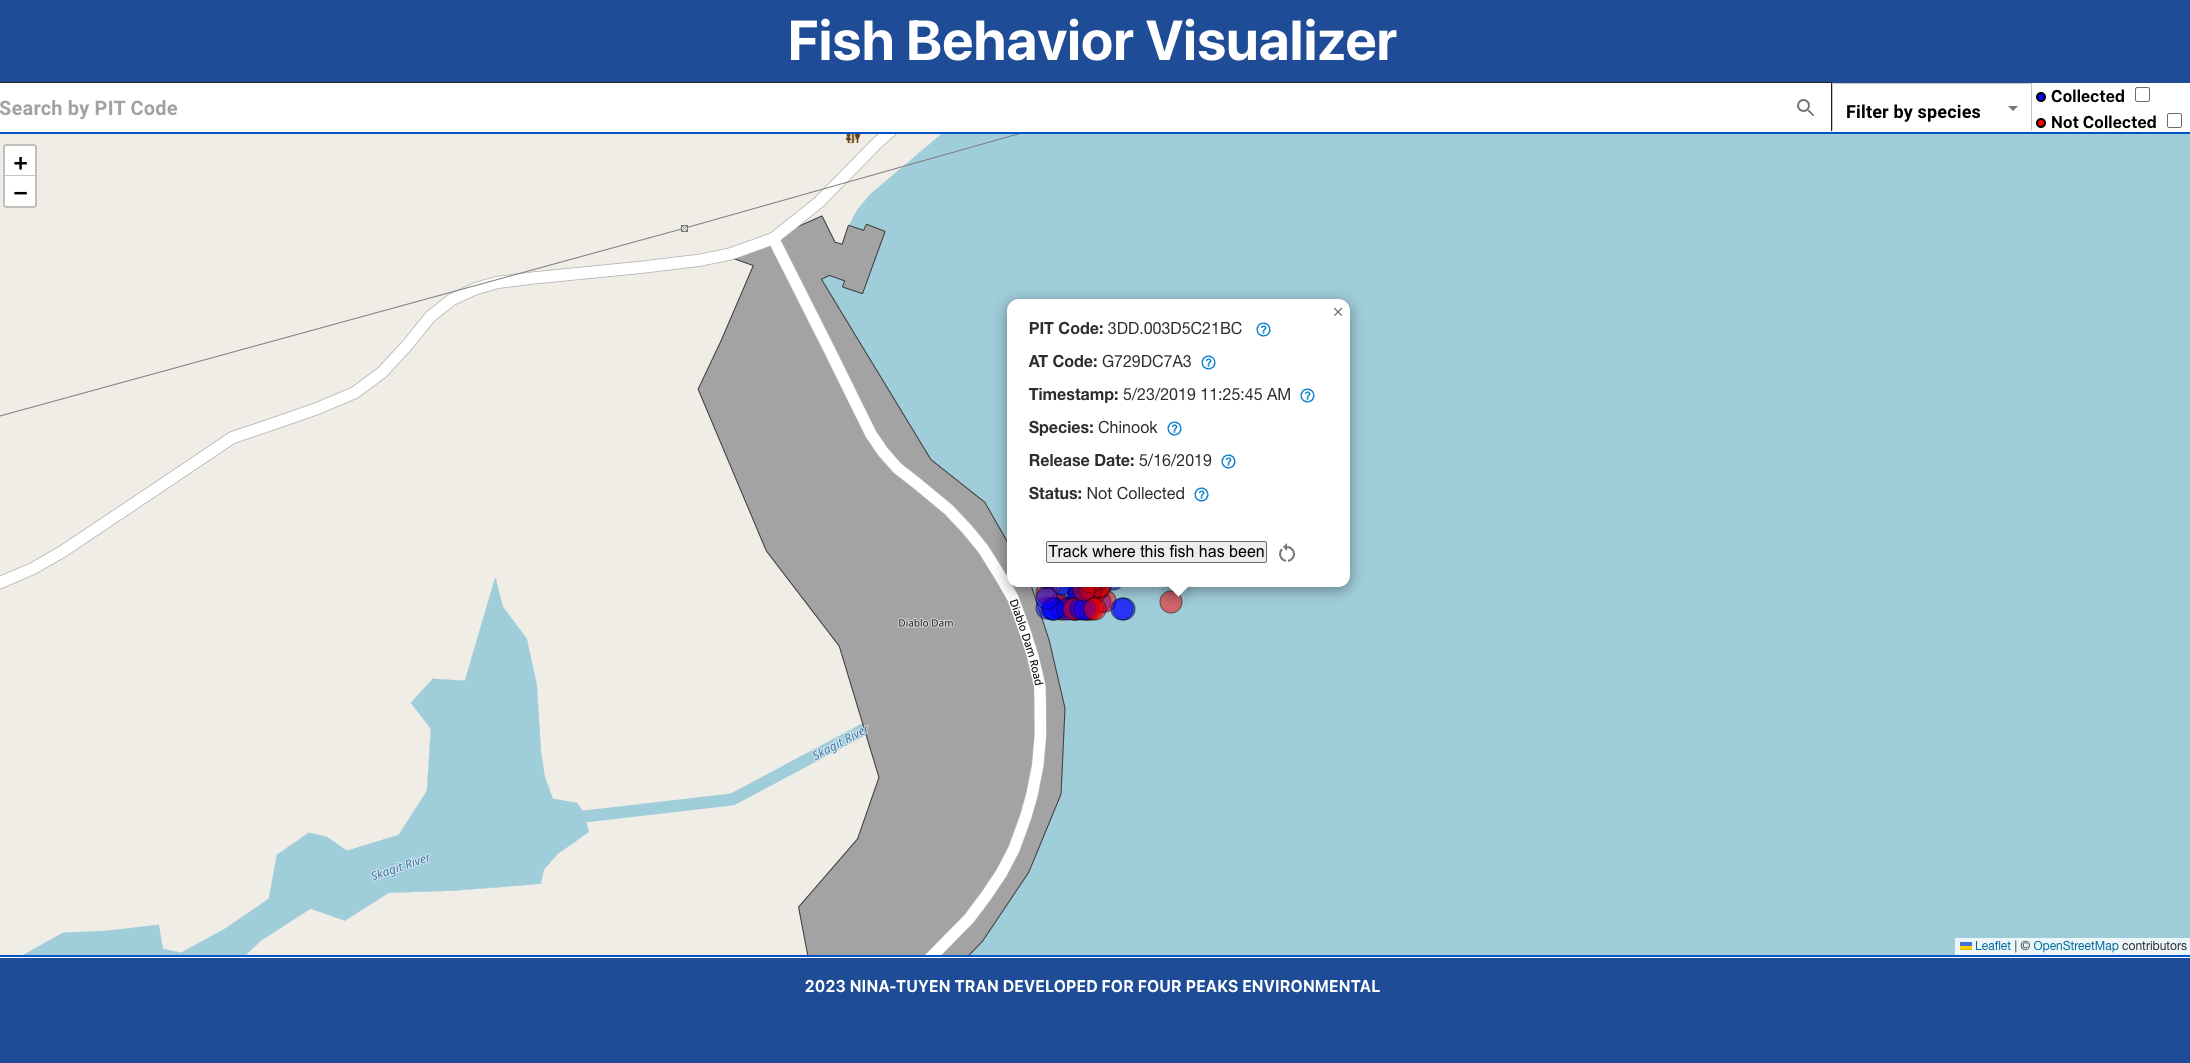 Fish Behavior Visualizer
Search by PIT Code
Filter by species
Collected
Not Collected
+
−
×
PIT Code: 3DD.003D5C21BC
AT Code: G729DC7A3
Timestamp: 5/23/2019 11:25:45 AM
Species: Chinook
Release Date: 5/16/2019
Status: Not Collected
Track where this fish has been
Diablo Dam
Diablo Dam Road
Skagit River
Skagit River
Leaflet | © OpenStreetMap contributors
2023 NINA-TUYEN TRAN DEVELOPED FOR FOUR PEAKS ENVIRONMENTAL